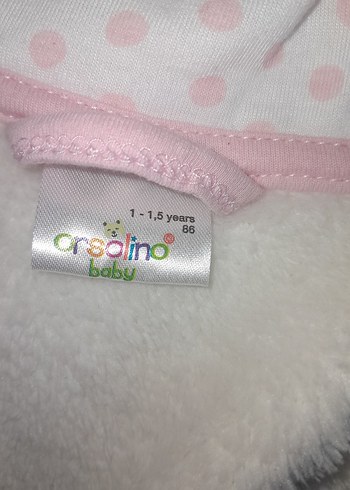 1 - 1,5 years
86
orsolino®
baby